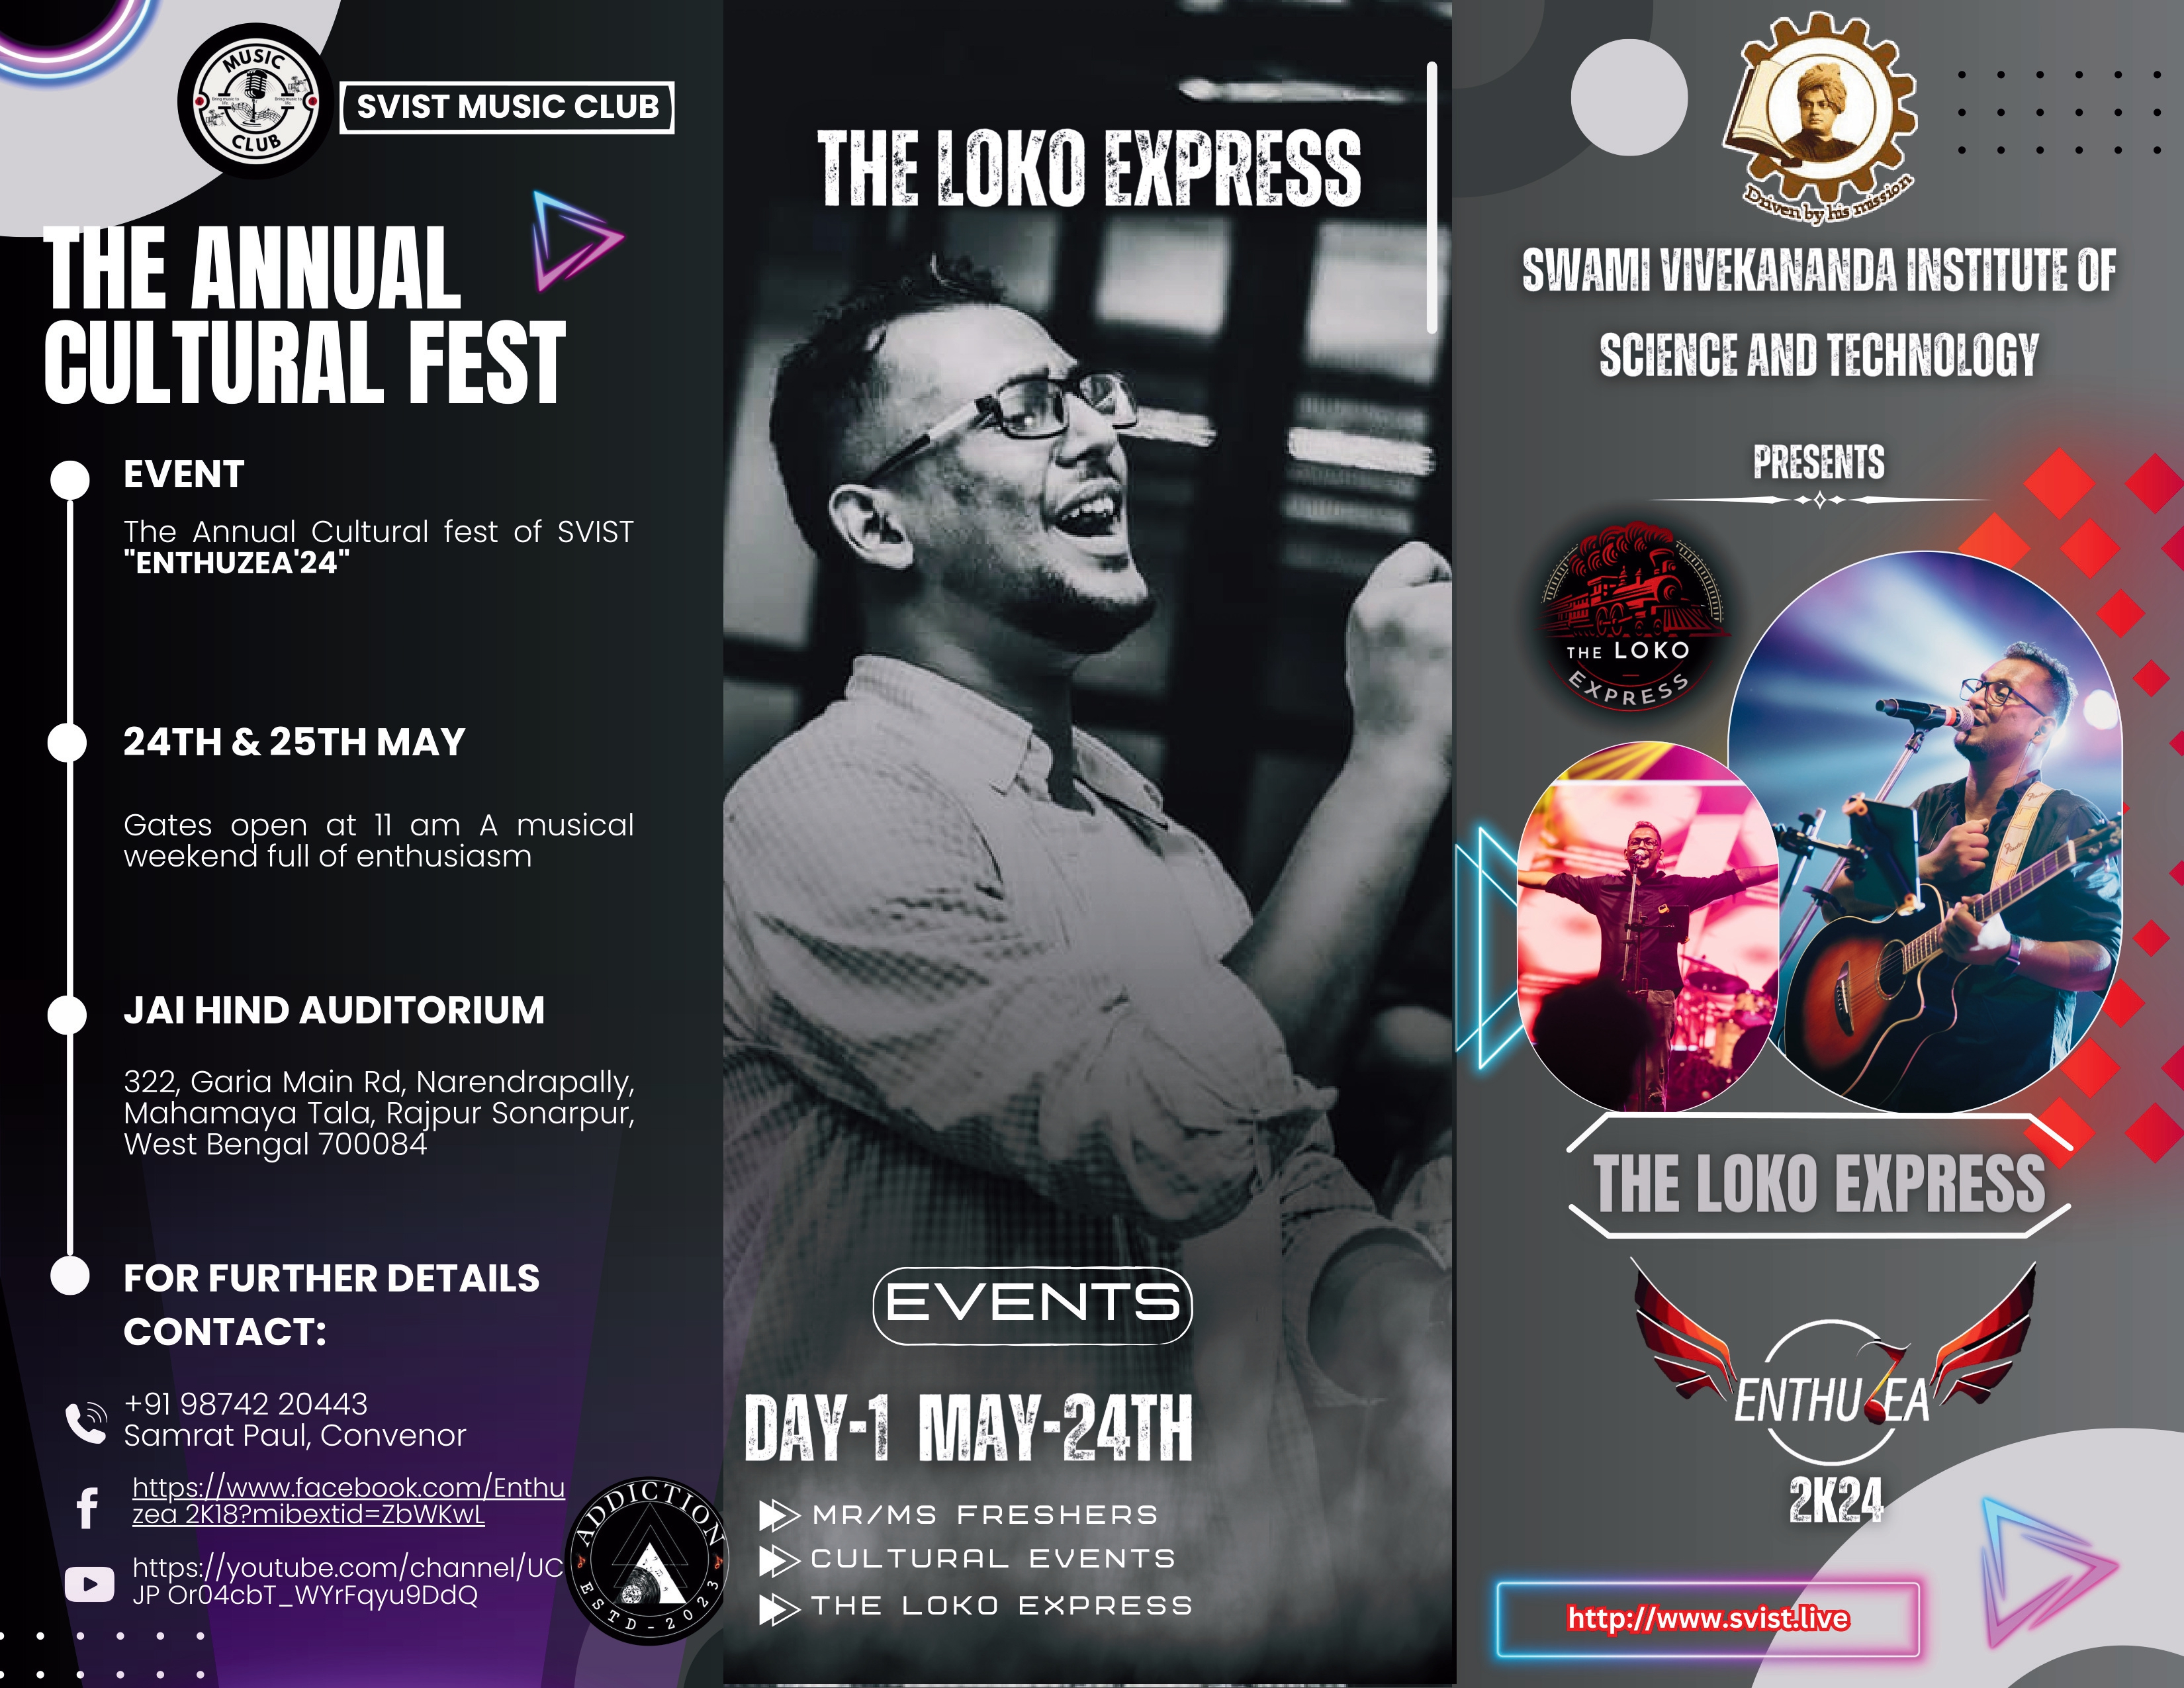 MUSIC
CLUB
SVIST MUSIC CLUB
THE ANNUAL
CULTURAL FEST
EVENT
The Annual Cultural fest of SVIST
"ENTHUZEA'24"
24TH & 25TH MAY
Gates open at 11 am A musical
weekend full of enthusiasm
JAI HIND AUDITORIUM
322, Garia Main Rd, Narendrapally,
Mahamaya Tala, Rajpur Sonarpur,
West Bengal 700084
FOR FURTHER DETAILS
CONTACT:
+91 98742 20443
Samrat Paul, Convenor
https://www.facebook.com/Enthu
zea 2K18?mibextid=ZbWKwL
https://youtube.com/channel/UC
JP Or04cbT_WYrFqyu9DdQ
ADDICTION
ESTD-2023
THE LOKO EXPRESS
EVENTS
DAY-1 MAY-24TH
MR/MS FRESHERS
CULTURAL EVENTS
THE LOKO EXPRESS
Driven by his mission
SWAMI VIVEKANANDA INSTITUTE OF
SCIENCE AND TECHNOLOGY
PRESENTS
THE LOKO
EXPRESS
THE LOKO EXPRESS
ENTHUZEA
2K24
http://www.svist.live